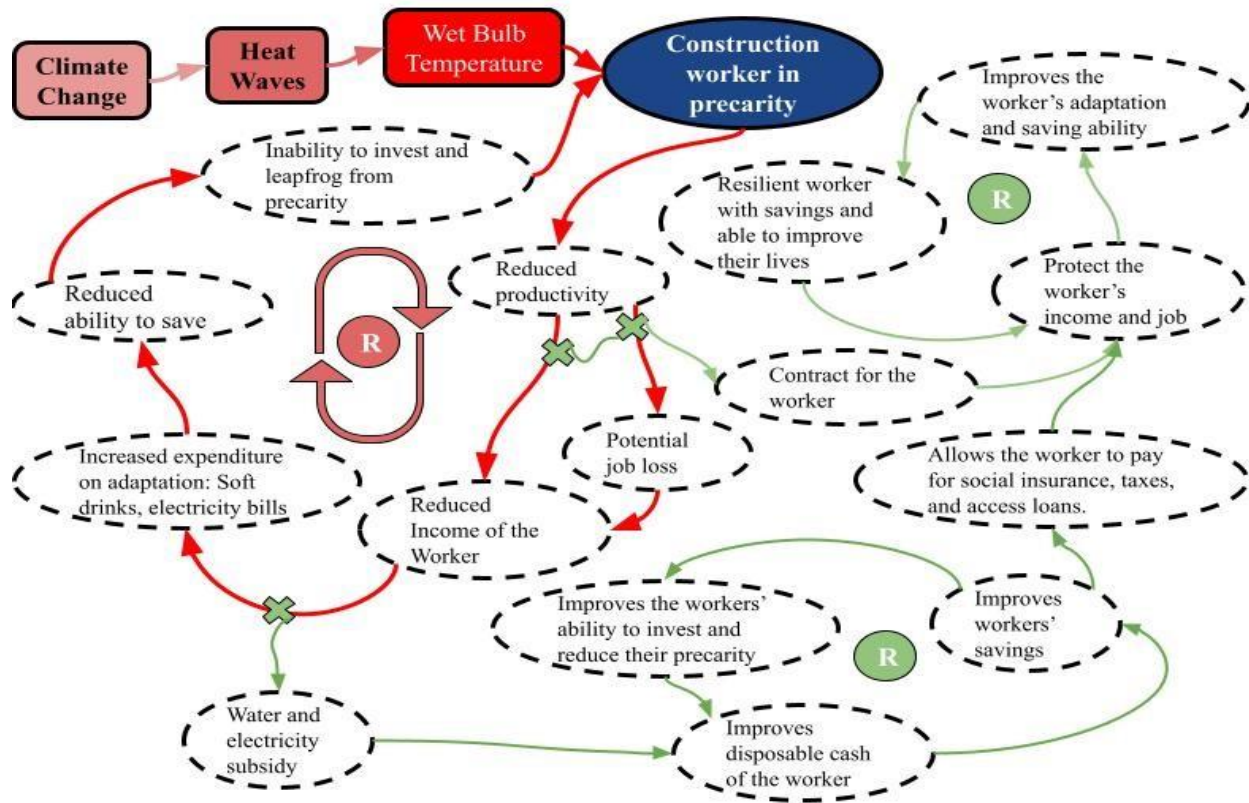 Climate
Change
Heat
Waves
Wet Bulb
Temperature
Construction
worker in
precarity
Improves the
worker's adaptation
and saving ability
Inability to invest and
leapfrog from
precarity
Resilient worker
with savings and
able to improve
their lives
R
Reduced
productivity
Protect the
worker's
income and job
Reduced
ability to save
R
Contract for the
worker
Potential
job loss
Increased expenditure
on adaptation: Soft
drinks, electricity bills
Allows the worker to pay
for social insurance, taxes,
and access loans.
Reduced
Income of the
Worker
Improves the workers'
ability to invest and
reduce their precarity
R
Improves
workers'
savings
Water and
electricity
subsidy
Improves
disposable cash
of the worker